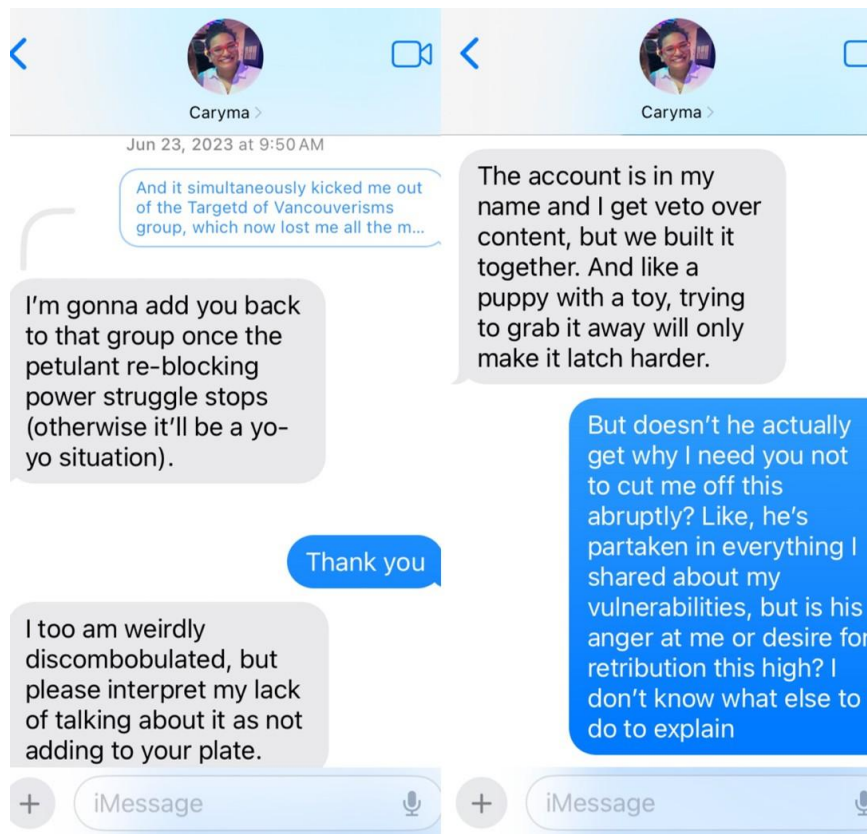 Caryma
Jun 23, 2023 at 9:50 AM
And it simultaneously kicked me out
of the Targetd of Vancouverisms
group, which now lost me all the m...
I'm gonna add you back
to that group once the
petulant re-blocking
power struggle stops
(otherwise it'll be a yo-
yo situation).
Thank you
I too am weirdly
discombobulated, but
please interpret my lack
of talking about it as not
adding to your plate.
iMessage
Caryma
The account is in my
name and I get veto over
content, but we built it
together. And like a
puppy with a toy, trying
to grab it away will only
make it latch harder.
But doesn't he actually
get why I need you not
to cut me off this
abruptly? Like, he's
partaken in everything I
shared about my
vulnerabilities, but is his
anger at me or desire for
retribution this high? I
don't know what else to
do to explain
iMessage